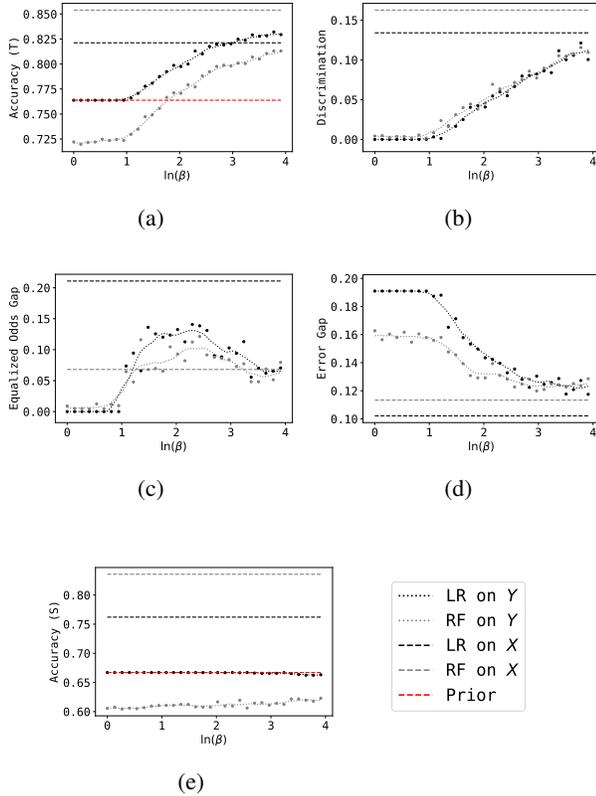 Accuracy (T)
0.850
0.825
0.800
0.775
0.750
0.725
0 1 2 3 4
ln(β)
(a)
Discrimination
0.15
0.10
0.05
0.00
0 1 2 3 4
ln(β)
(b)
Equalized Odds Gap
0.20
0.15
0.10
0.05
0.00
0 1 2 3 4
ln(β)
(c)
Error Gap
0.20
0.18
0.16
0.14
0.12
0.10
0 1 2 3 4
ln(β)
(d)
Accuracy (S)
0.80
0.75
0.70
0.65
0.60
0 1 2 3 4
ln(β)
(e)
LR on Y
RF on Y
LR on X
RF on X
Prior